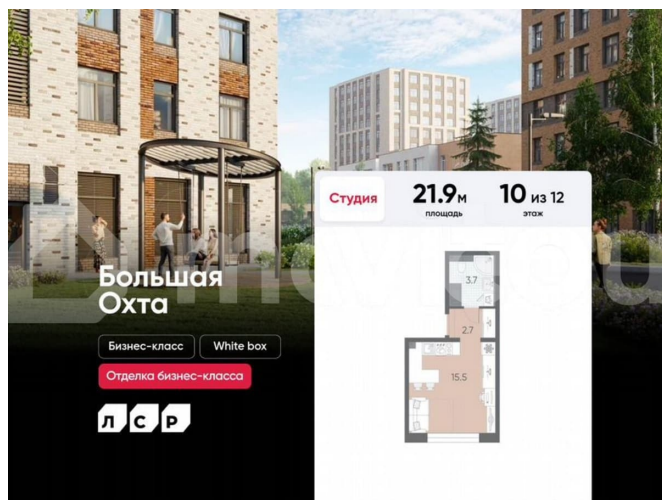 Студия
21.9 м
площадь
10 из 12
этаж
Большая
Охта
Бизнес-класс
White box
Отделка бизнес-класса
ЛСР
3.7
2.7
15.5